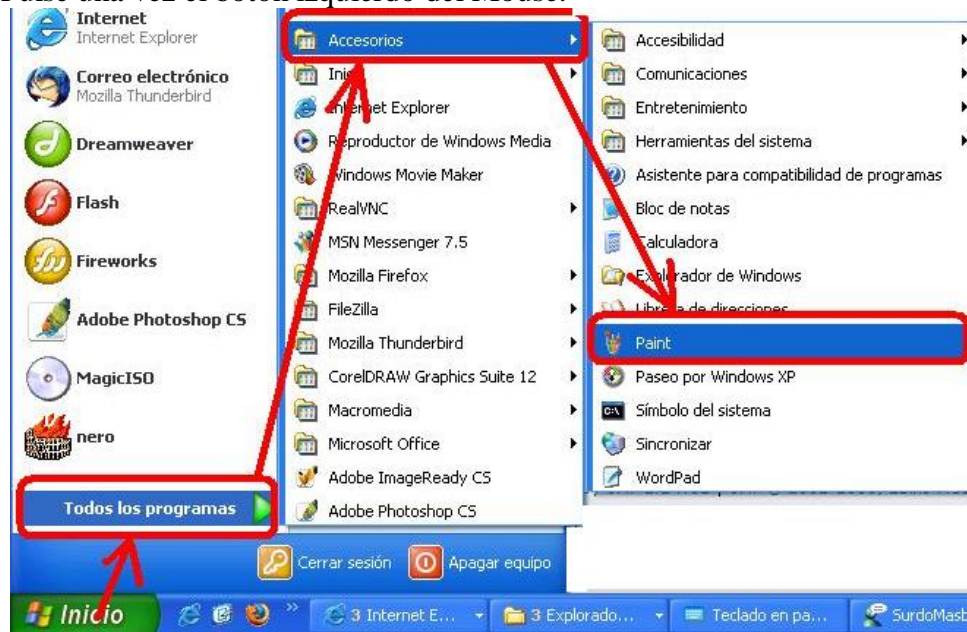 Pulse una vez el botón izquierdo del Mouse.
Internet
Internet Explorer
Correo electrónico
Mozilla Thunderbird
Dreamweaver
Flash
Fireworks
Adobe Photoshop CS
MagicISO
nero
Todos los programas
Accesorios
Internet Explorer
Reproductor de Windows Media
Windows Movie Maker
RealVNC
MSN Messenger 7.5
Mozilla Firefox
FileZilla
Mozilla Thunderbird
CorelDRAW Graphics Suite 12
Macromedia
Microsoft Office
Adobe ImageReady CS
Adobe Photoshop CS
Accesibilidad
Comunicaciones
Entretenimiento
Herramientas del sistema
Asistente para compatibilidad de programas
Bloc de notas
Calculadora
Explorador de Windows
Libreta de direcciones
Paint
Paseo por Windows XP
Símbolo del sistema
Sincronizar
WordPad
Cerrar sesión Apagar equipo
Inicio » 3 Internet E... 3 Explorado... Teclado en pa...